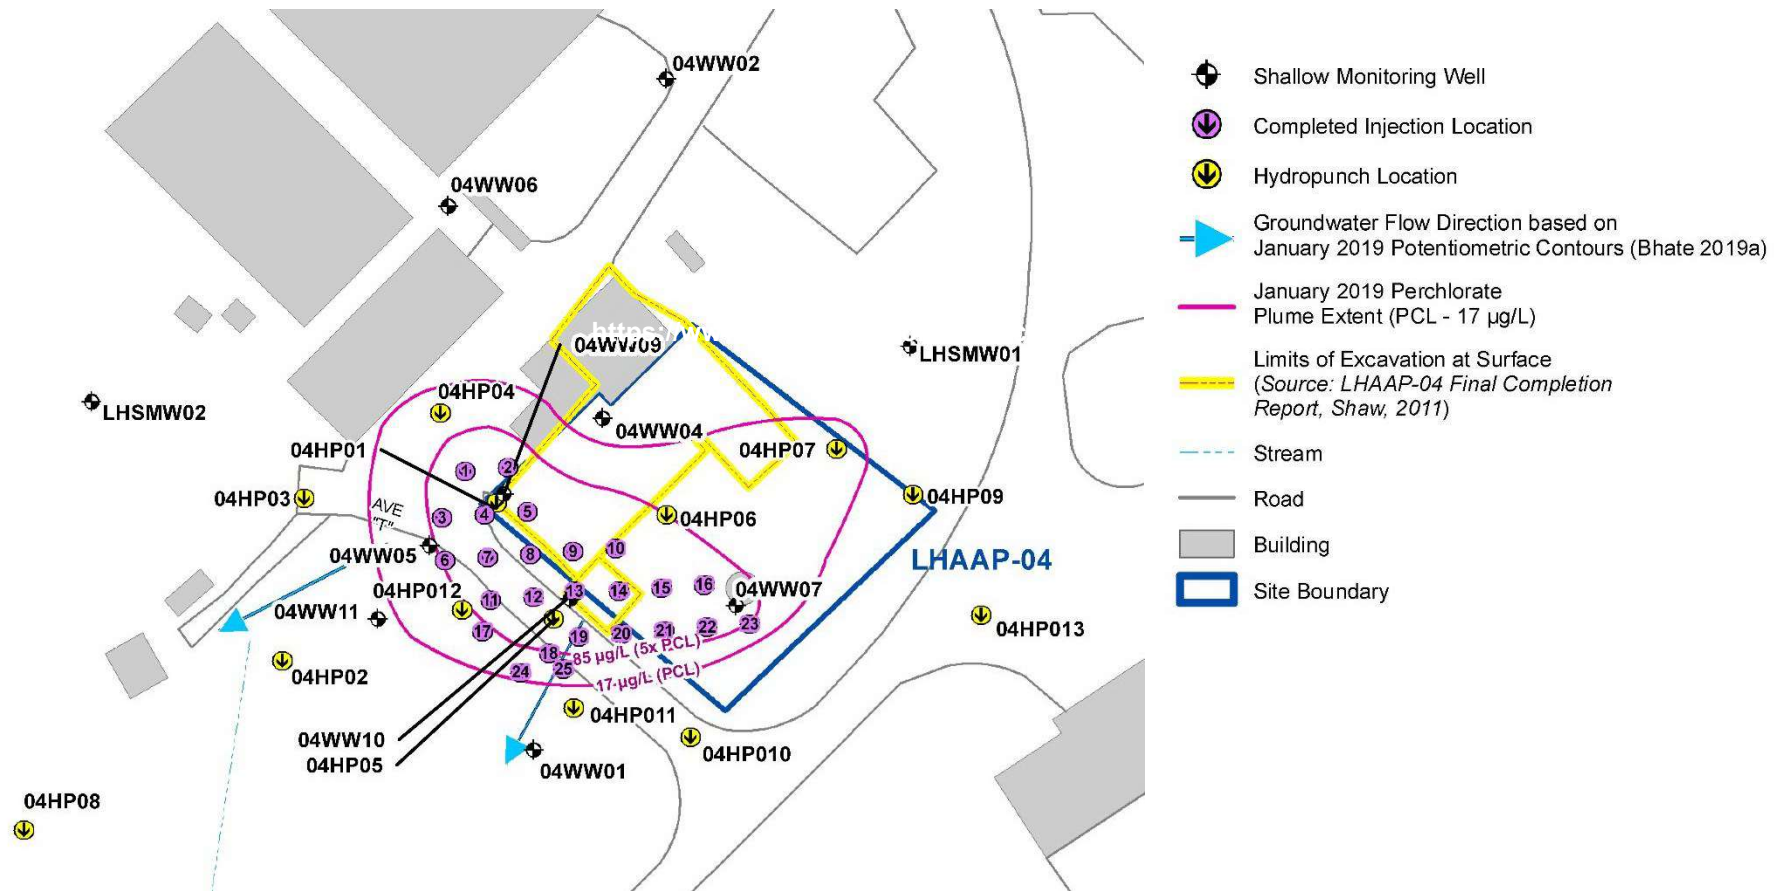 04WW02
04WW06
https://w
04WW09
LHSMW01
04HP04
LHSMW02
04WW04
04HP01
04HP07
1
2
04HP03
04HP09
AVE
"T"
3
4
5
04HP06
04WW05
6
7
8
9
10
LHAAP-04
04HP012
11
12
13
14
15
16
04WW07
04WW11
17
18
19
20
21
22
23
04HP013
85 µg/L (5x PCL)
24
25
17 µg/L (PCL)
04HP02
04HP011
04WW10
04HP05
04HP010
04WW01
04HP08
Shallow Monitoring Well
Completed Injection Location
Hydropunch Location
Groundwater Flow Direction based on
January 2019 Potentiometric Contours (Bhate 2019a)
January 2019 Perchlorate
Plume Extent (PCL - 17 µg/L)
Limits of Excavation at Surface
(Source: LHAAP-04 Final Completion
Report, Shaw, 2011)
Stream
Road
Building
Site Boundary